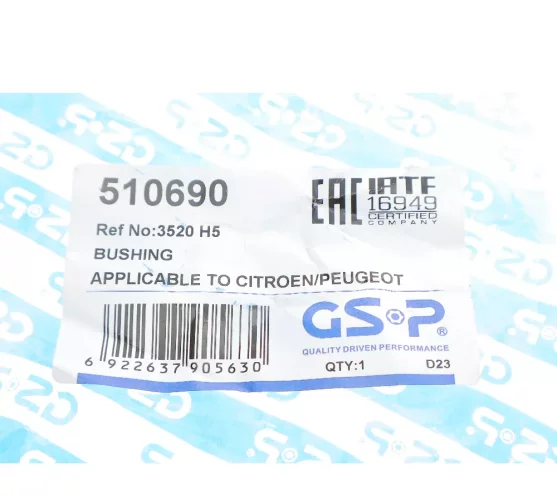 510690
Ref No:3520 H5
BUSHING
APPLICABLE TO CITROEN/PEUGEOT
EAC
IATF
16949
CERTIFIED
COMPANY
6 922637 905630
GSP®
QUALITY DRIVEN PERFORMANCE
QTY:1 D23